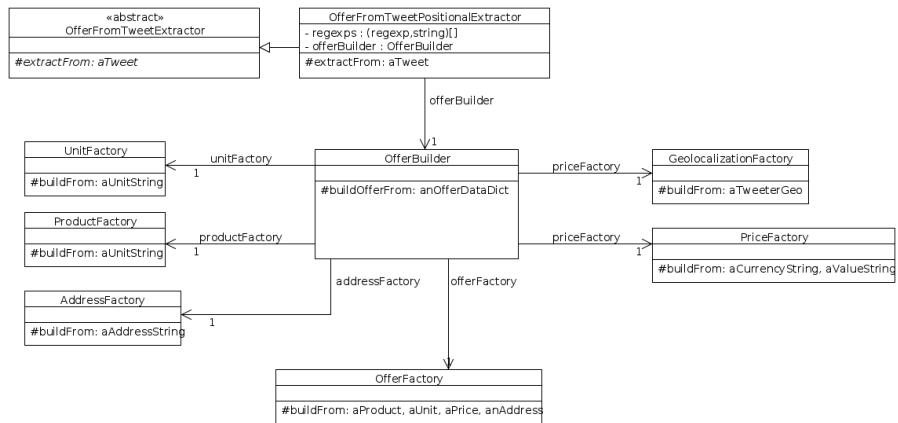 «abstract»
OfferFromTweetExtractor
#extractFrom: aTweet
OfferFromTweetPositionalExtractor
- regexps : (regexp,string)[]
- offerBuilder : OfferBuilder
#extractFrom: aTweet
offerBuilder
1
UnitFactory
#buildFrom: aUnitString
unitFactory
1
OfferBuilder
#buildOfferFrom: anOfferDataDict
priceFactory
1
GeolocalizationFactory
#buildFrom: aTweeterGeo
ProductFactory
#buildFrom: aUnitString
productFactory
1
priceFactory
1
PriceFactory
#buildFrom: aCurrencyString, aValueString
addressFactory
offerFactory
AddressFactory
#buildFrom: aAddressString
1
OfferFactory
#buildFrom: aProduct, aUnit, aPrice, anAddress